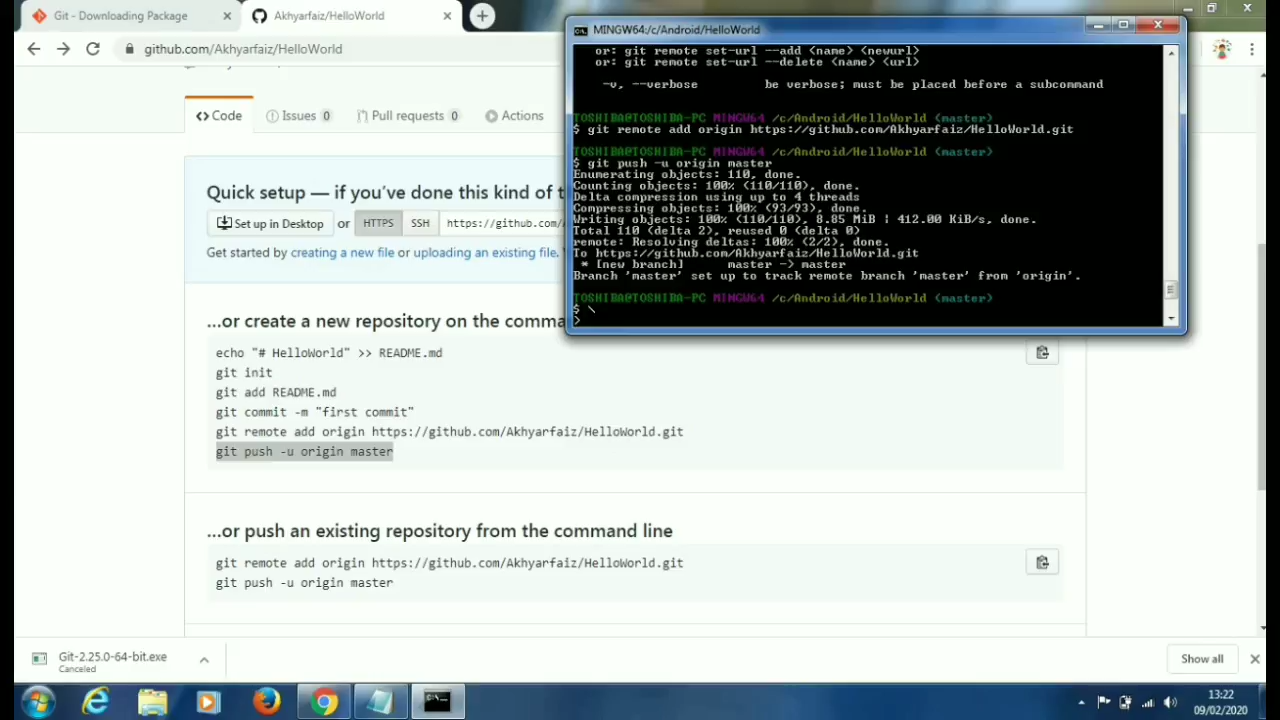 Git - Downloading Package
Akhyarfaiz/HelloWorld
github.com/Akhyarfaiz/HelloWorld
Code
Issues 0
Pull requests 0
Actions
Quick setup — if you've done this kind of t
Set up in Desktop or HTTPS SSH https://github.com/
Get started by creating a new file or uploading an existing file.
...or create a new repository on the comma
echo "# HelloWorld" >> README.md
git init
git add README.md
git commit -m "first commit"
git remote add origin https://github.com/Akhyarfaiz/HelloWorld.git
git push -u origin master
...or push an existing repository from the command line
git remote add origin https://github.com/Akhyarfaiz/HelloWorld.git
git push -u origin master
MINGW64:/c/Android/HelloWorld
or: git remote set-url --add <name> <newurl>
or: git remote set-url --delete <name> <url>
-v, --verbose be verbose; must be placed before a subcommand
TOSHIBA@TOSHIBA-PC MINGW64 /c/Android/HelloWorld (master)
$ git remote add origin https://github.com/Akhyarfaiz/HelloWorld.git
TOSHIBA@TOSHIBA-PC MINGW64 /c/Android/HelloWorld (master)
$ git push -u origin master
Enumerating objects: 110, done.
Counting objects: 100% (110/110), done.
Delta compression using up to 4 threads
Compressing objects: 100% (93/93), done.
Writing objects: 100% (110/110), 8.85 MiB | 412.00 KiB/s, done.
Total 110 (delta 2), reused 0 (delta 0)
remote: Resolving deltas: 100% (2/2), done.
To https://github.com/Akhyarfaiz/HelloWorld.git
* [new branch] master -> master
Branch 'master' set up to track remote branch 'master' from 'origin'.
TOSHIBA@TOSHIBA-PC MINGW64 /c/Android/HelloWorld (master)
$ \
>
Git-2.25.0-64-bit.exe
Canceled
Show all
13:22
09/02/2020